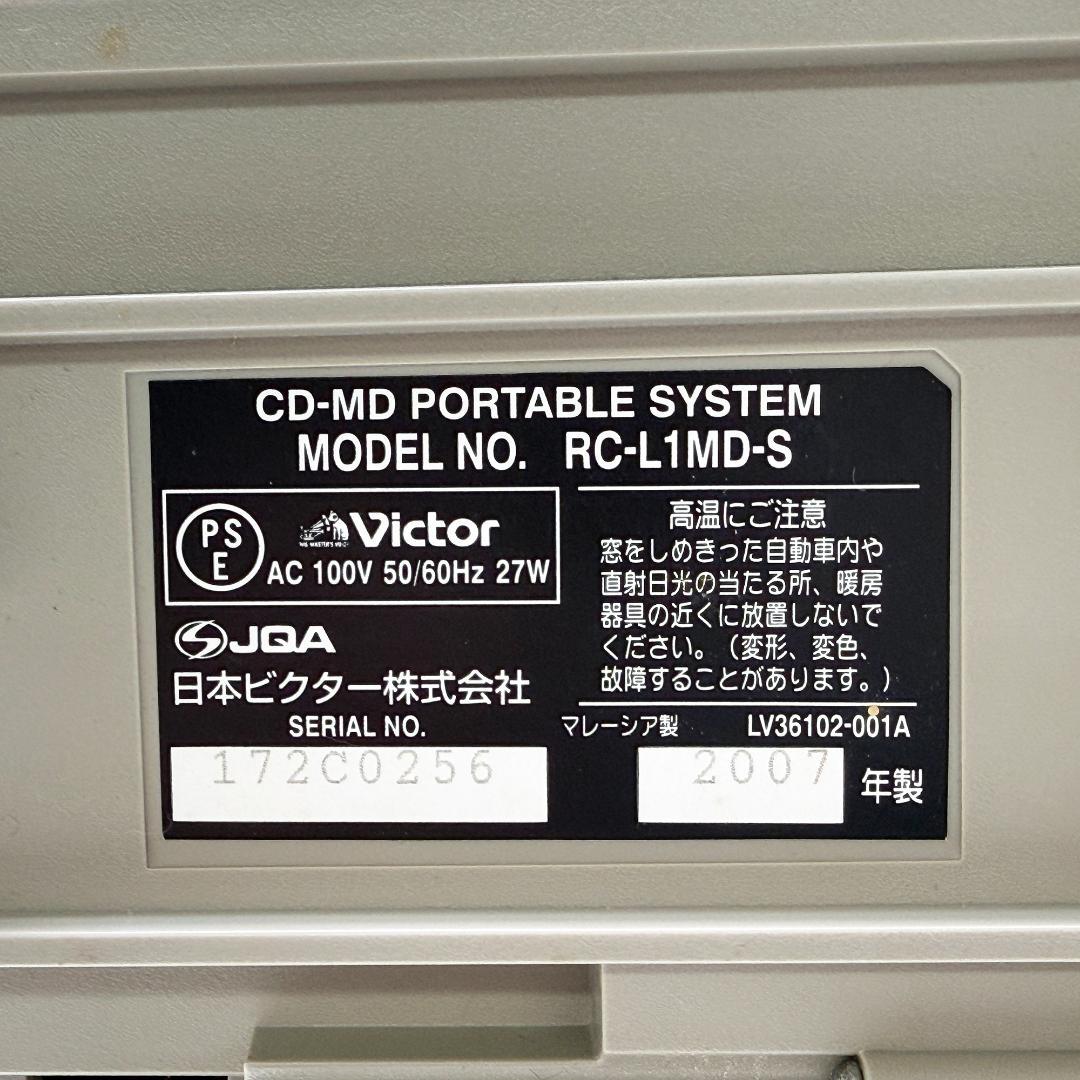 CD-MD PORTABLE SYSTEM
MODEL NO. RC-L1MD-S
PS
E
Victor
AC 100V 50/60Hz 27W
JQA
日本ビクター株式会社
高温にご注意
窓をしめきった自動車内や
直射日光の当たる所、暖房
器具の近くに放置しないで
ください。（変形、変色、
故障することがあります。）
SERIAL NO.
172C0256
マレーシア製 LV36102-001A
2007 年製